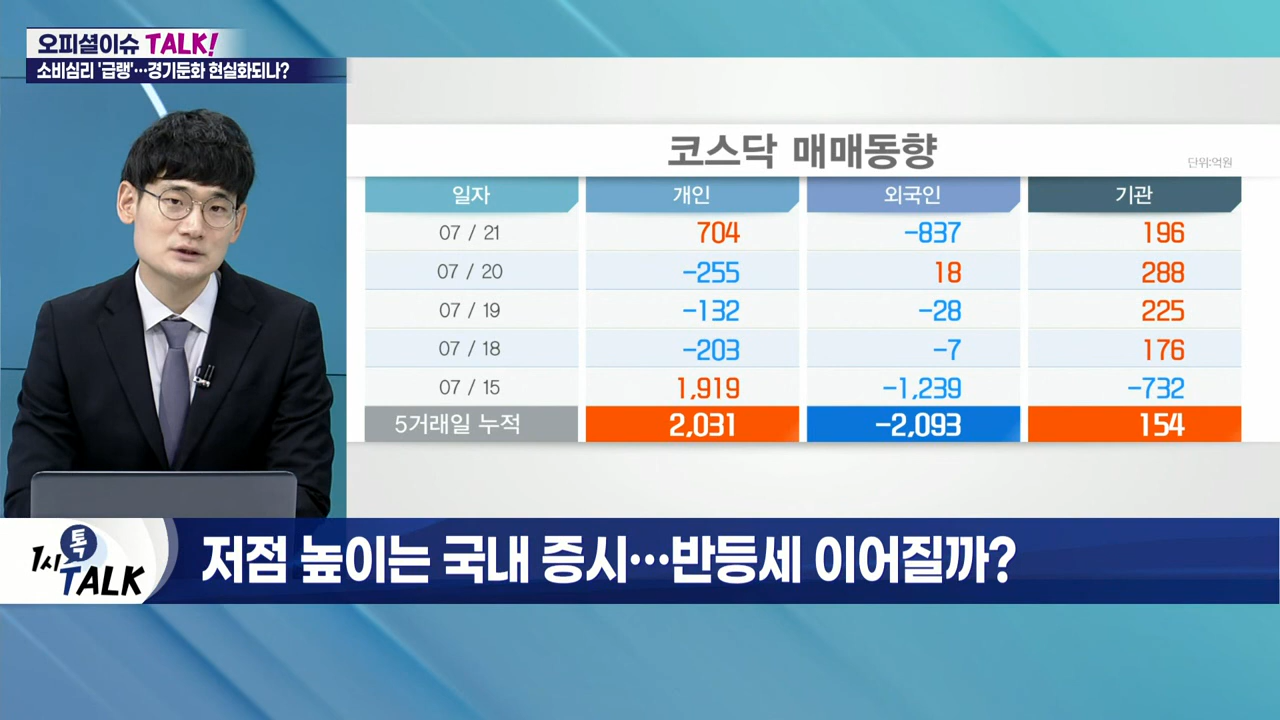 오피셜이슈 TALK!
소비심리 '급랭'…경기둔화 현실화되나?
코스닥 매매동향
단위:억원
일자 개인 외국인 기관
07 / 21 704 -837 196
07 / 20 -255 18 288
07 / 19 -132 -28 225
07 / 18 -203 -7 176
07 / 15 1,919 -1,239 -732
5거래일 누적 2,031 -2,093 154
1시 톡 TALK
저점 높이는 국내 증시…반등세 이어질까?